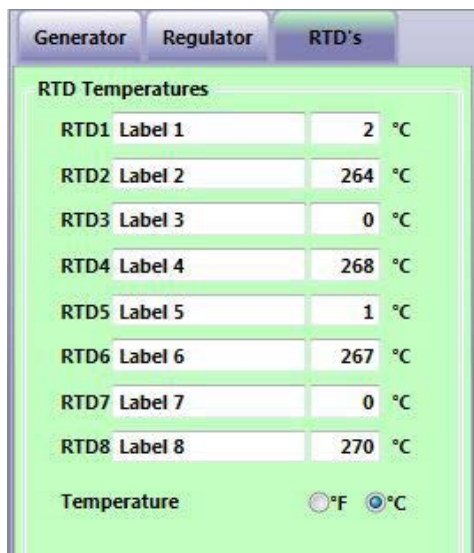 Generator Regulator RTD's
RTD Temperatures
RTD1 Label 1 2 °C
RTD2 Label 2 264 °C
RTD3 Label 3 0 °C
RTD4 Label 4 268 °C
RTD5 Label 5 1 °C
RTD6 Label 6 267 °C
RTD7 Label 7 0 °C
RTD8 Label 8 270 °C
Temperature °F °C